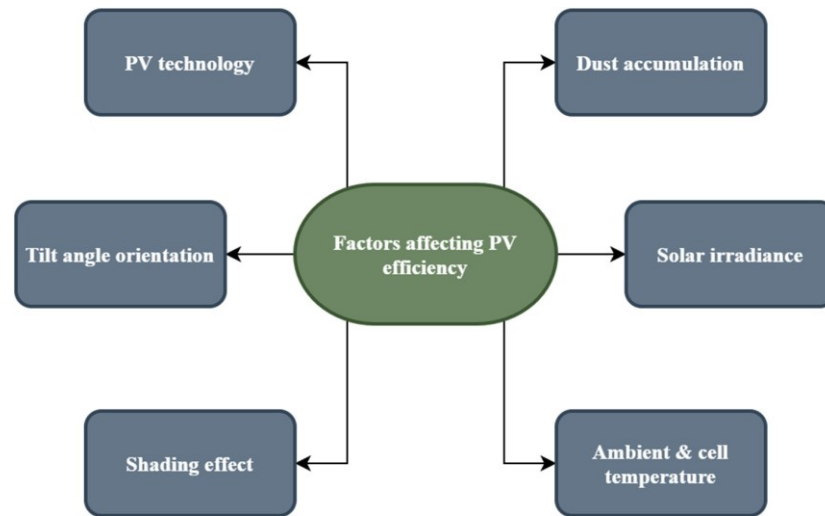 PV technology
Dust accumulation
Tilt angle orientation
Factors affecting PV
efficiency
Solar irradiance
Shading effect
Ambient & cell
temperature